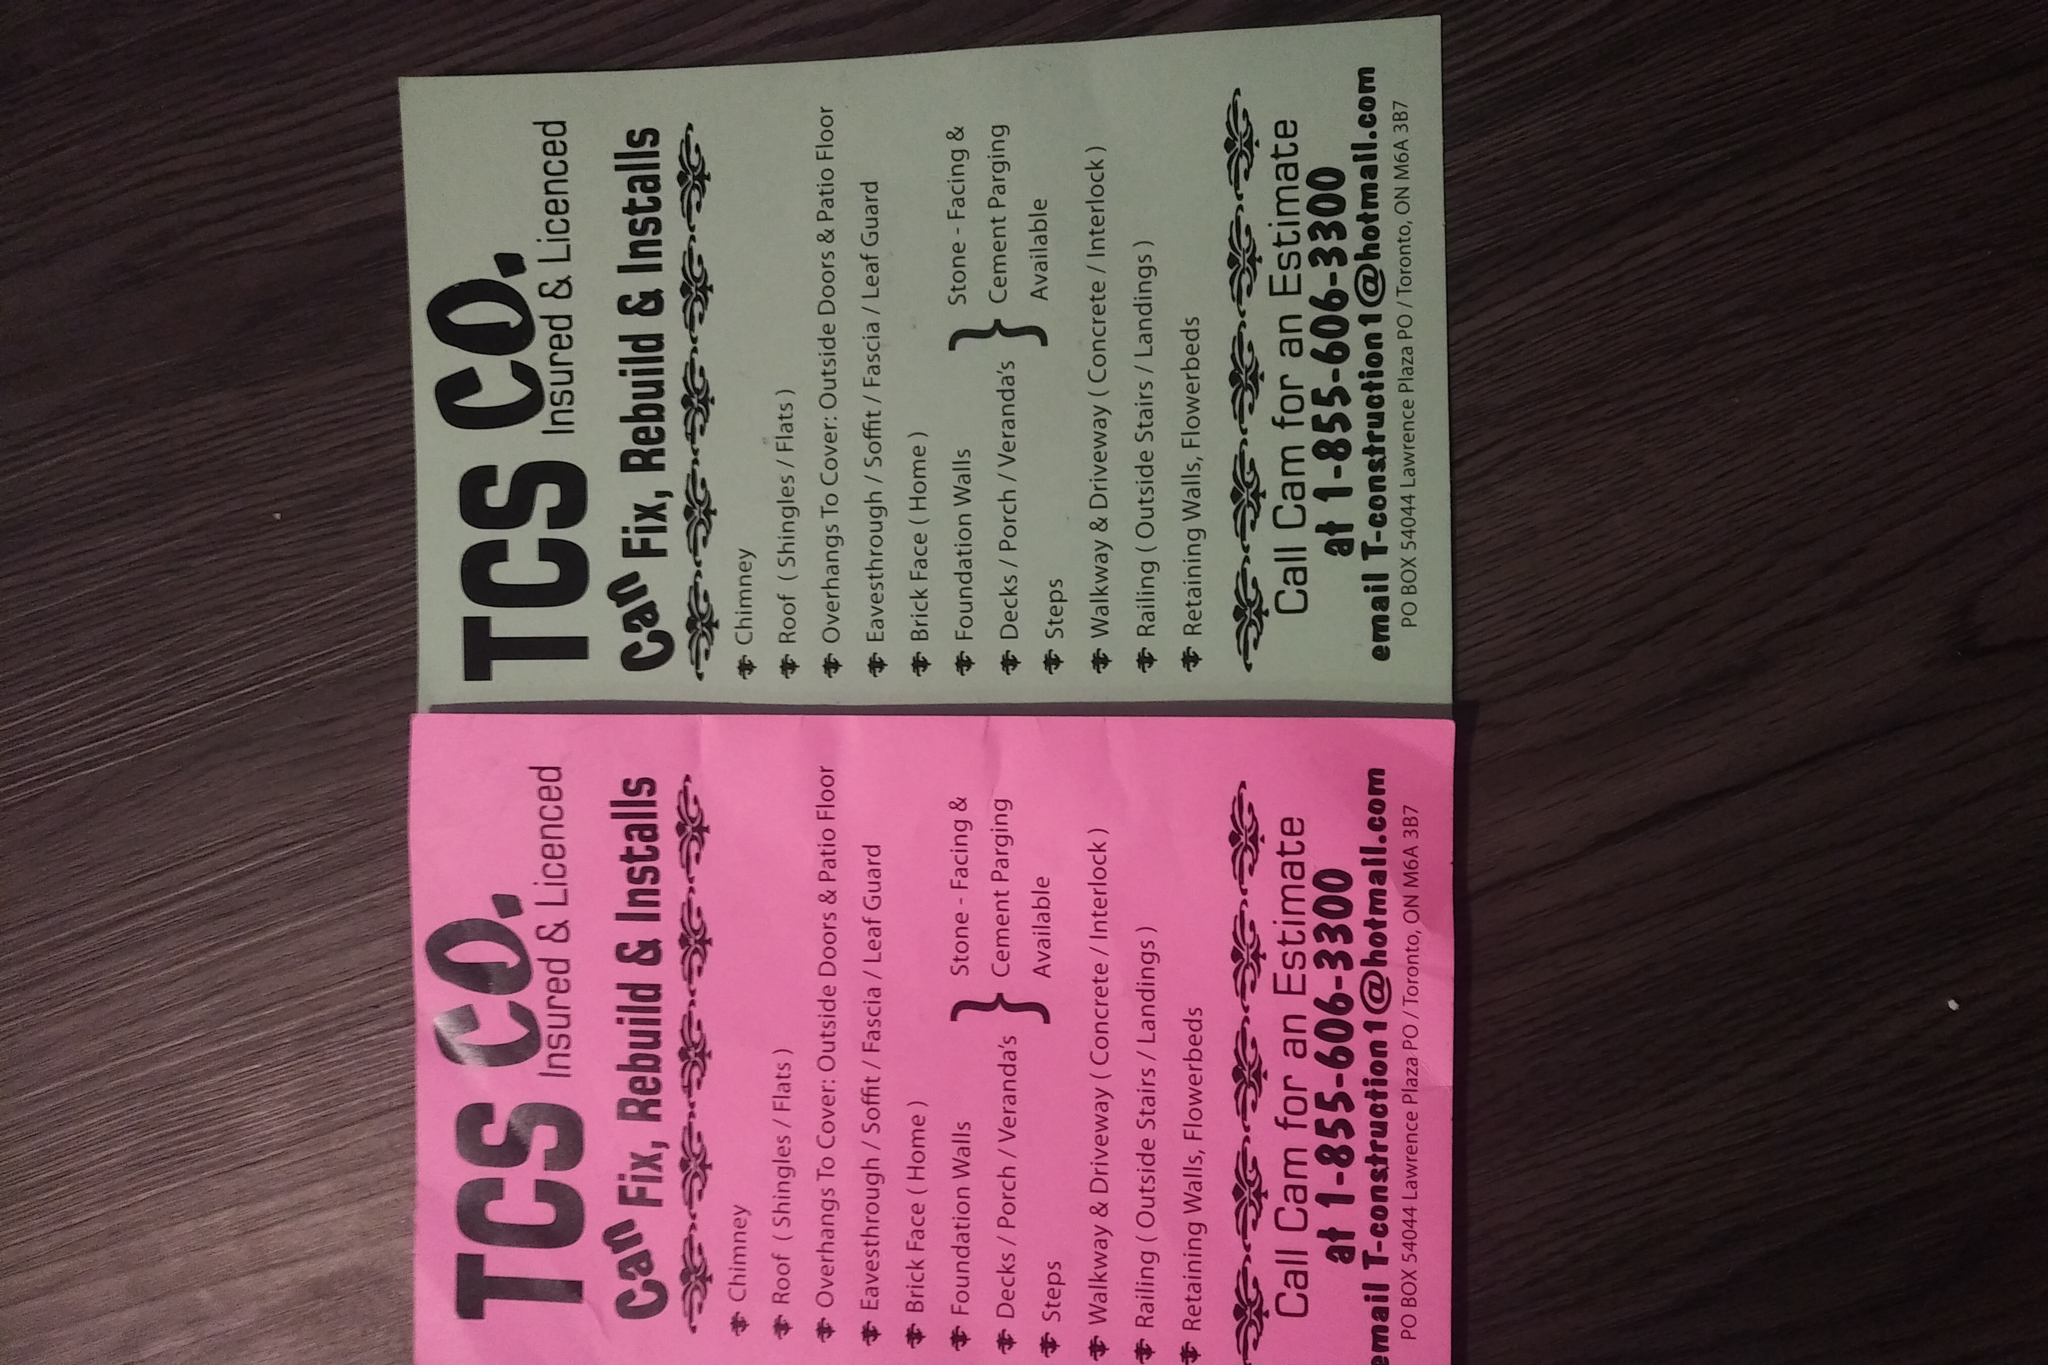 TCS CO.
Insured & Licenced
Can Fix, Rebuild & Installs
Chimney
Roof ( Shingles / Flats )
Overhangs To Cover: Outside Doors & Patio Floor
Eavesthrough / Soffit / Fascia / Leaf Guard
Brick Face ( Home )
Foundation Walls
Decks / Porch / Veranda's
Steps
} Stone - Facing &
Cement Parging
Available
Walkway & Driveway ( Concrete / Interlock )
Railing ( Outside Stairs / Landings )
Retaining Walls, Flowerbeds
Call Cam for an Estimate
at 1-855-606-3300
email T-construction1@hotmail.com
PO BOX 54044 Lawrence Plaza PO / Toronto, ON M6A 3B7
TCS CO.
Insured & Licenced
Can Fix, Rebuild & Installs
Chimney
Roof ( Shingles / Flats )
Overhangs To Cover: Outside Doors & Patio Floor
Eavesthrough / Soffit / Fascia / Leaf Guard
Brick Face ( Home )
Foundation Walls
Decks / Porch / Veranda's
Steps
} Stone - Facing &
Cement Parging
Available
Walkway & Driveway ( Concrete / Interlock )
Railing ( Outside Stairs / Landings )
Retaining Walls, Flowerbeds
Call Cam for an Estimate
at 1-855-606-3300
email T-construction1@hotmail.com
PO BOX 54044 Lawrence Plaza PO / Toronto, ON M6A 3B7